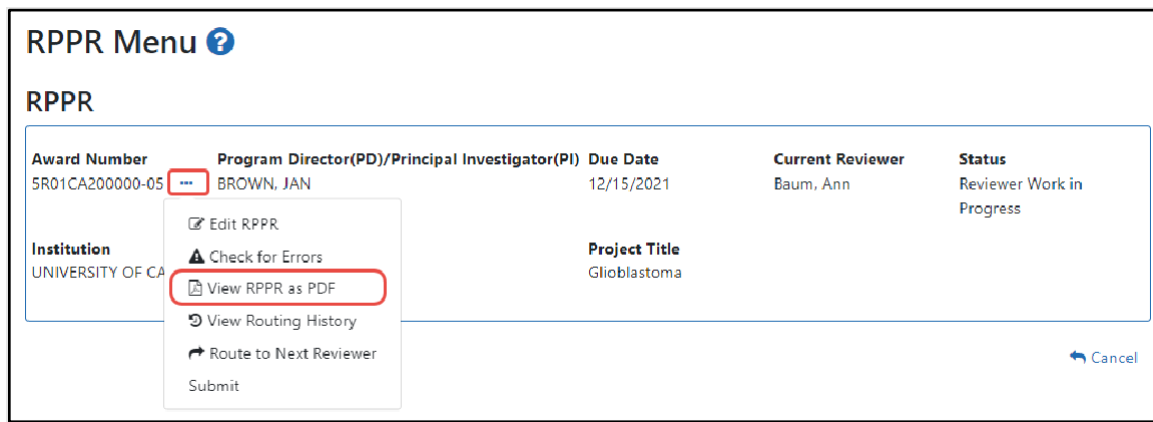 RPPR Menu ?
RPPR
Award Number Program Director(PD)/Principal Investigator(PI) Due Date Current Reviewer Status
5R01CA200000-05 ... BROWN, JAN 12/15/2021 Baum, Ann Reviewer Work in
Progress
Edit RPPR
Institution Project Title
Check for Errors
UNIVERSITY OF CA Glioblastoma
View RPPR as PDF
View Routing History
Route to Next Reviewer
Cancel
Submit